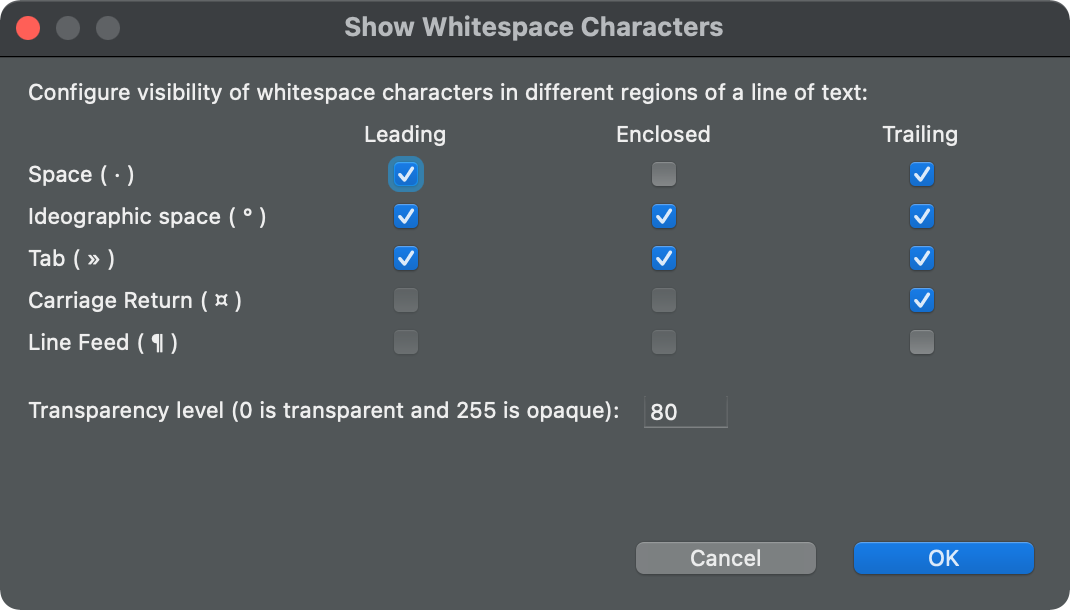 Show Whitespace Characters
Configure visibility of whitespace characters in different regions of a line of text:
Leading Enclosed Trailing
Space ( · )
Ideographic space ( ° )
Tab ( » )
Carriage Return ( ¤ )
Line Feed ( ¶ )
Transparency level (0 is transparent and 255 is opaque): 80
Cancel OK